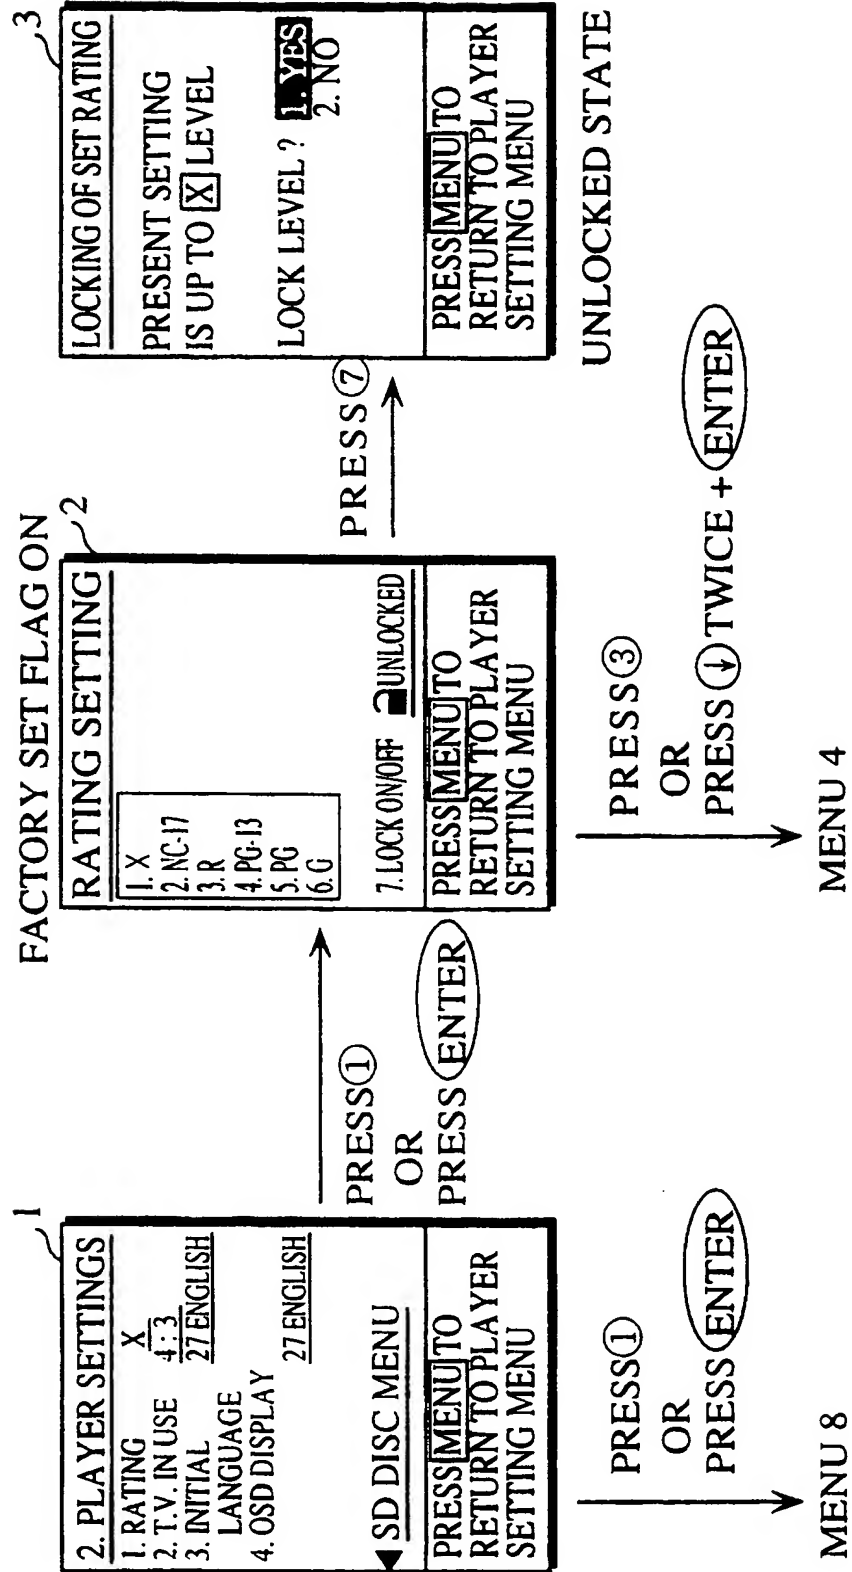 1
2. PLAYER SETTINGS
1. RATING X
2. T.V. IN USE 4 : 3
3. INITIAL 27 ENGLISH
LANGUAGE
4. OSD DISPLAY
27 ENGLISH
◀ SD DISC MENU
PRESS MENU TO
RETURN TO PLAYER
SETTING MENU
PRESS 1
OR
PRESS ENTER
MENU 8
PRESS 1
OR
PRESS ENTER
FACTORY SET FLAG ON
2
RATING SETTING
1. X
2. NC-17
3. R
4. PG-13
5. PG
6. G
7. LOCK ON/OFF UNLOCKED
PRESS MENU TO
RETURN TO PLAYER
SETTING MENU
PRESS 3
OR
PRESS ↓ TWICE + ENTER
MENU 4
PRESS 7
3
LOCKING OF SET RATING
PRESENT SETTING
IS UP TO X LEVEL
LOCK LEVEL ? 1. YES
2. NO
PRESS MENU TO
RETURN TO PLAYER
SETTING MENU
UNLOCKED STATE